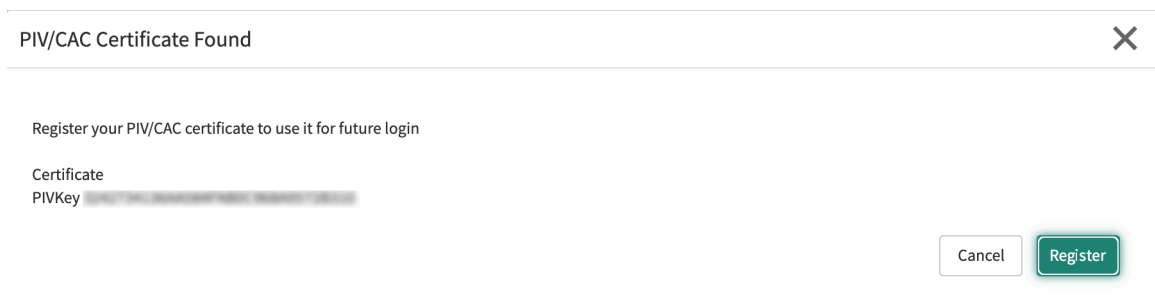 PIV/CAC Certificate Found
Register your PIV/CAC certificate to use it for future login
Certificate
PIVKey
Cancel Register